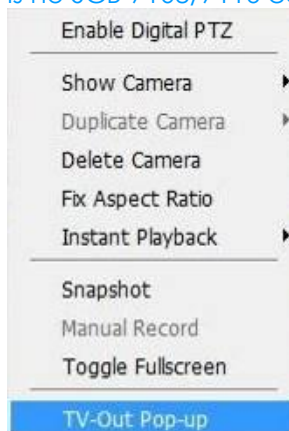 Enable Digital PTZ
Show Camera
Duplicate Camera
Delete Camera
Fix Aspect Ratio
Instant Playback
Snapshot
Manual Record
Toggle Fullscreen
TV-Out Pop-up